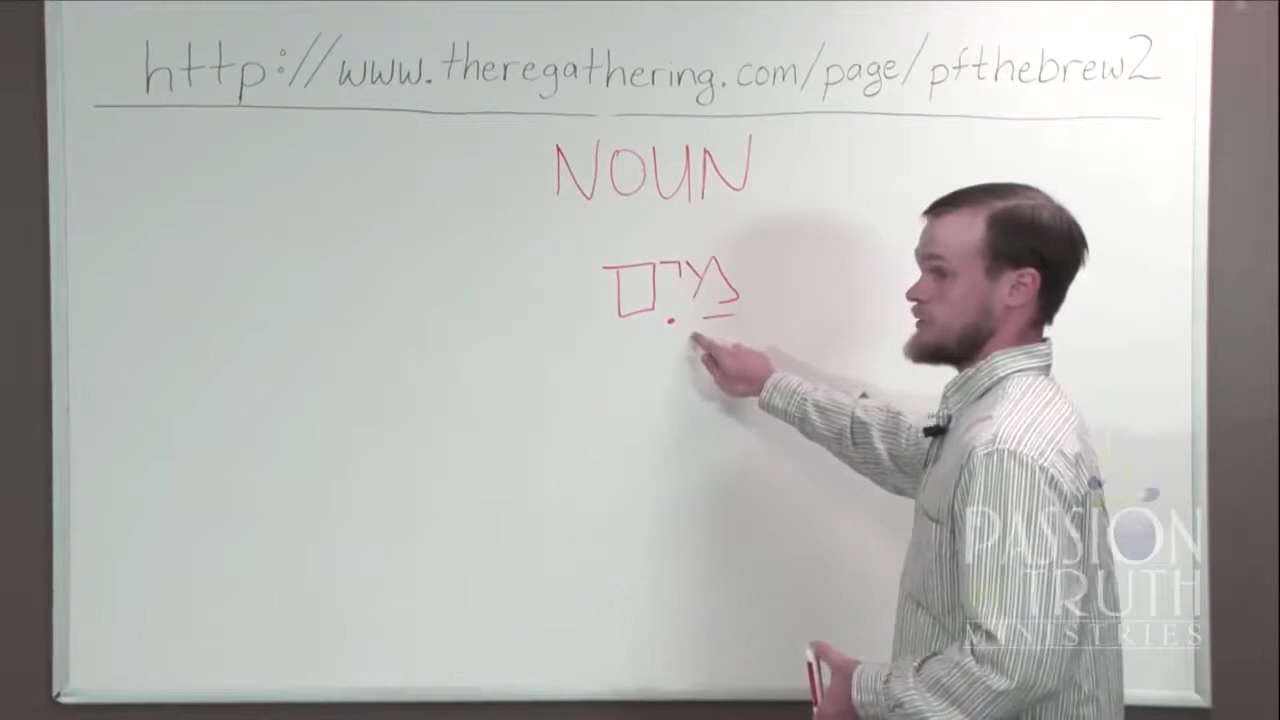 http://www.theregathering.com/page/pfthebrew2
NOUN
מַיִם
PASSION
TRUTH
MINISTRIES